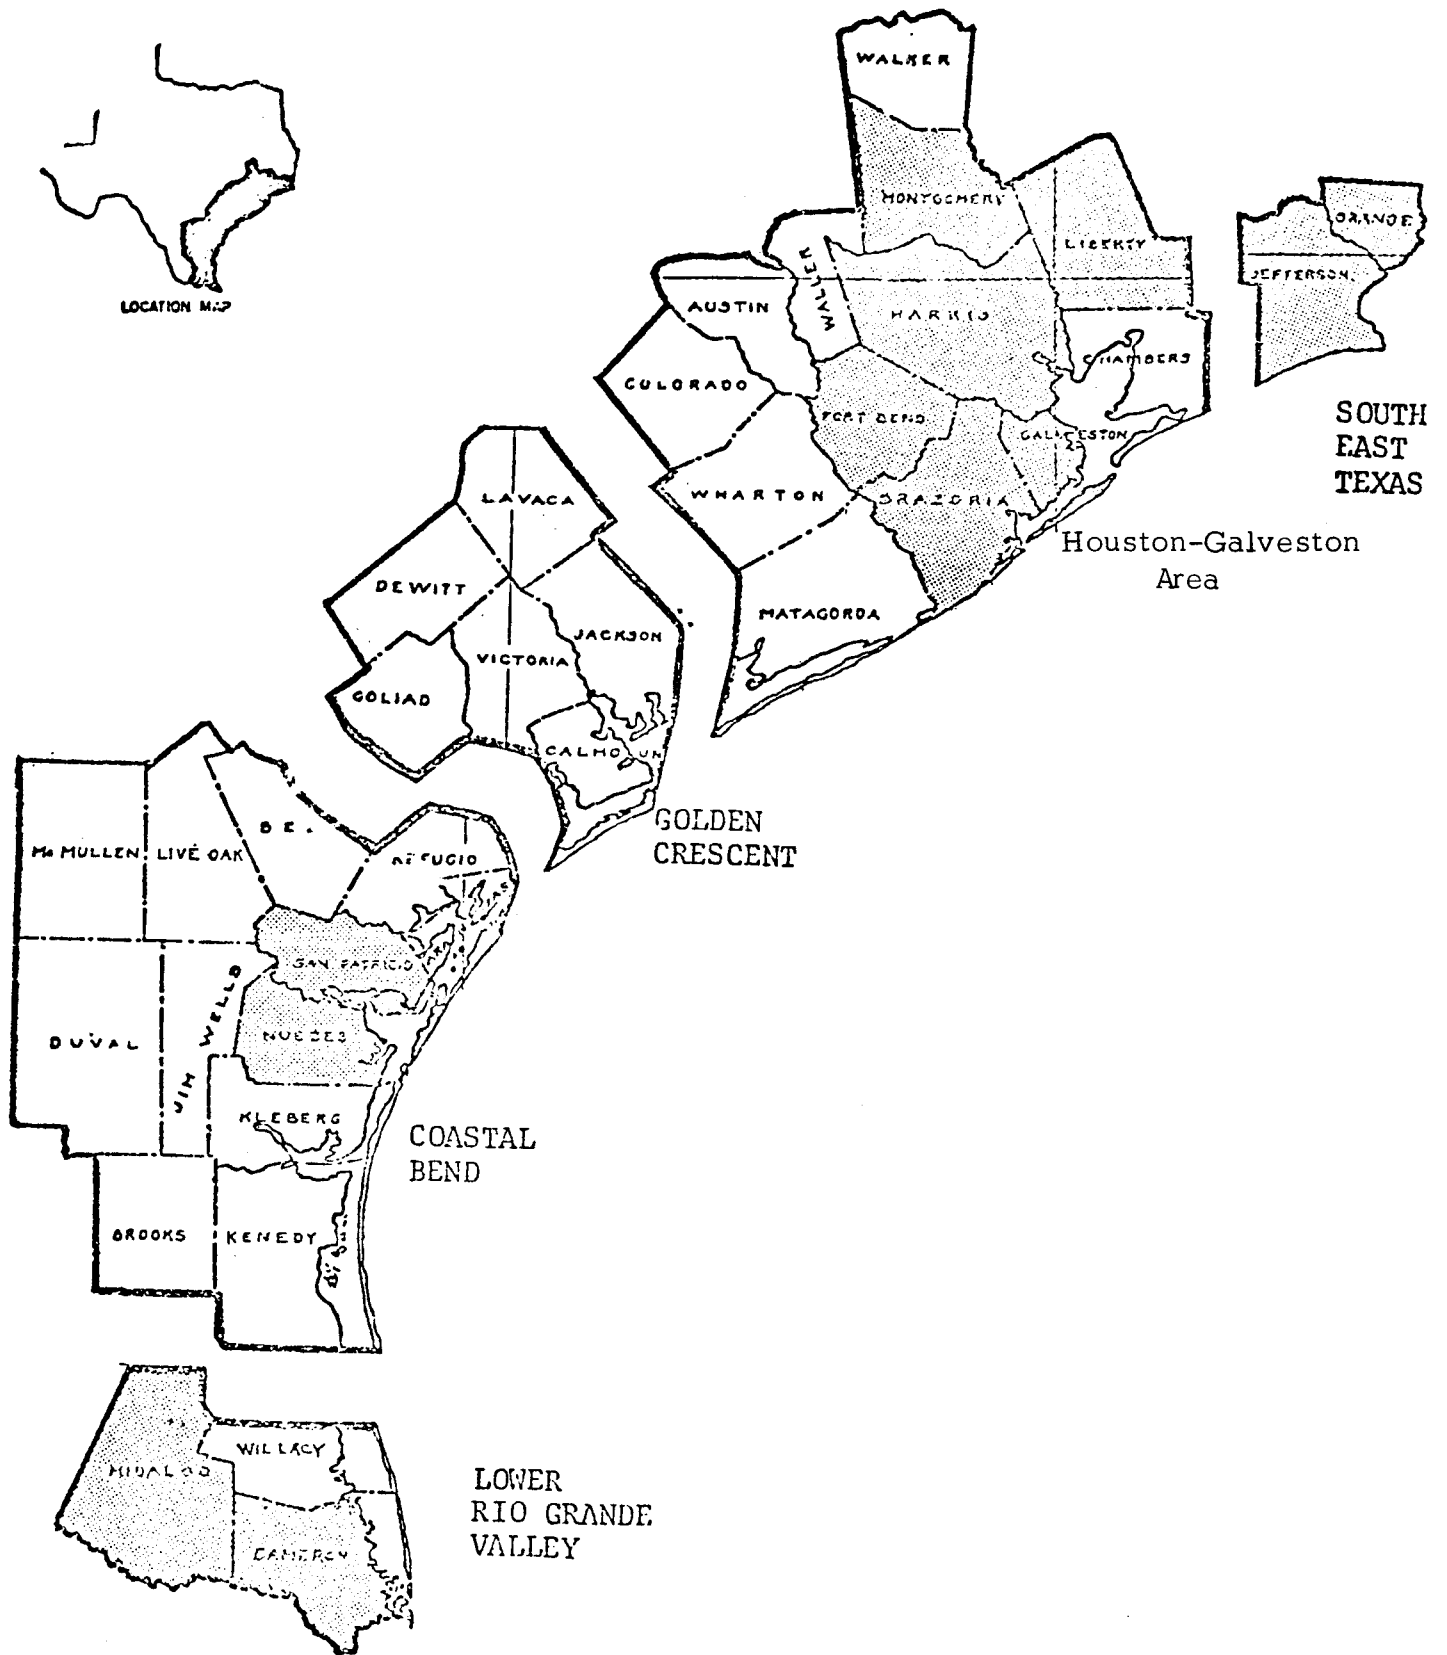 WALKER
MONTGOMERY
LIBERTY
ORANGE
JEFFERSON
WALLER
AUSTIN
HARRIS
CHAMBERS
COLORADO
FORT BEND
GALVESTON
SOUTH
EAST
TEXAS
WHARTON
BRAZORIA
Houston-Galveston
Area
MATAGORDA
LOCATION MAP
LAVACA
DEWITT
JACKSON
VICTORIA
GOLIAD
CALHOUN
GOLDEN
CRESCENT
Mc MULLEN
LIVE OAK
REFUGIO
SAN PATRICIO
DUVAL
JIM WELLS
NUECES
KLEBERG
COASTAL
BEND
BROOKS
KENEDY
WILLACY
HIDALGO
CAMERON
LOWER
RIO GRANDE
VALLEY